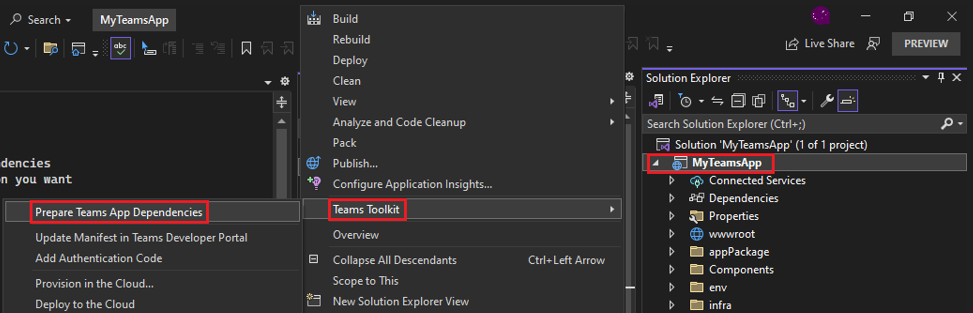 Search
MyTeamsApp
abc
Live Share
PREVIEW
ndencies
on you want
Prepare Teams App Dependencies
Update Manifest in Teams Developer Portal
Add Authentication Code
Provision in the Cloud...
Deploy to the Cloud
Build
Rebuild
Deploy
Clean
View
Analyze and Code Cleanup
Pack
Publish...
Configure Application Insights...
Teams Toolkit
Overview
Collapse All Descendants Ctrl+Left Arrow
Scope to This
New Solution Explorer View
Solution Explorer
Search Solution Explorer (Ctrl+;)
Solution 'MyTeamsApp' (1 of 1 project)
MyTeamsApp
Connected Services
Dependencies
Properties
wwwroot
appPackage
Components
env
infra